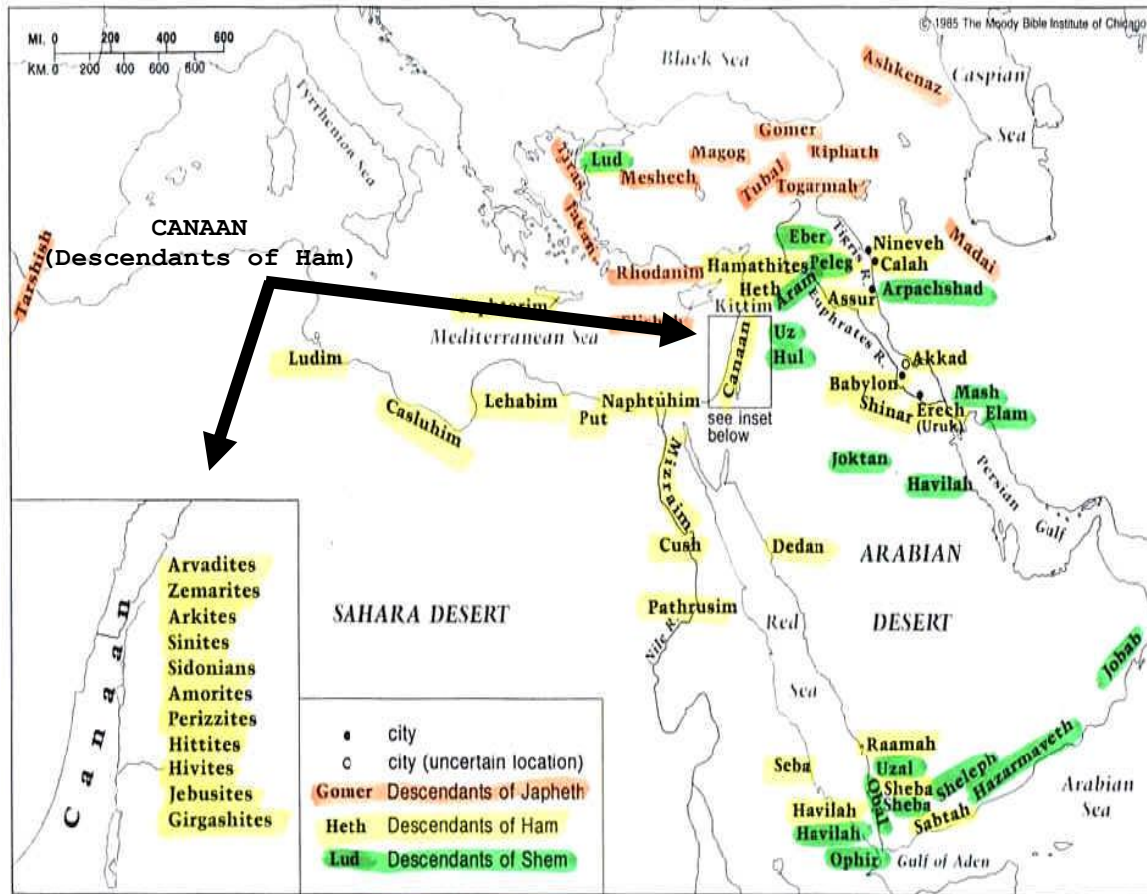 © 1985 The Moody Bible Institute of Chicago
MI. 0 200 400 600
KM. 0 200 400 600 600
Black Sea
Caspian
Sea
Ashkenaz
Tyrrhenian Sea
Gomer
Riphath
Magog
Tiras
Lud
Meshech
Tubal
Togarmah
CANAAN
(Descendants of Ham)
Tarshish
Eber
Tigris R.
Nineveh
Calah
Madai
Rhodanim
Hamathites
Peleg
Heth
Aram
Assur
Arpachshad
Kittim
Euphrates R.
Mediterranean Sea
Uz
Hul
Canaan
Ludim
Akkad
Babylon
Shinar
Erech
(Uruk)
Mash
Elam
Casluhim
Lehabim
Put
Naphtuhim
see inset
below
Joktan
Havilah
Persian
Gulf
Mizraim
Cush
Dedan
ARABIAN
DESERT
Pathrusim
SAHARA DESERT
Nile R.
Red
Sea
Jobab
Raamah
Seba
Uzal
Sheba
Sheba
Obal
Sheleph
Hazarmaveth
Havilah
Havilah
Sabtah
Arabian
Sea
Ophir
Gulf of Aden
Canaan
Arvadites
Zemarites
Arkites
Sinites
Sidonians
Amorites
Perizzites
Hittites
Hivites
Jebusites
Girgashites
city
city (uncertain location)
Gomer Descendants of Japheth
Heth Descendants of Ham
Lud Descendants of Shem